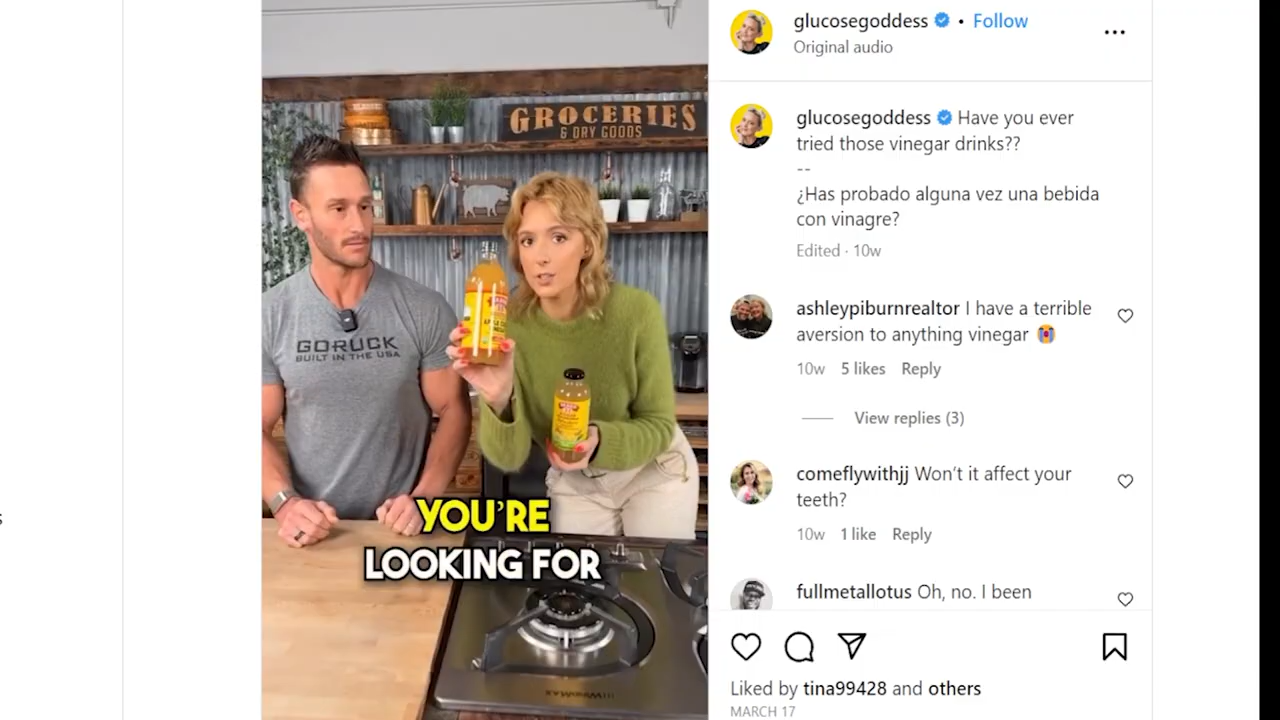 glucosegoddess • Follow
Original audio
glucosegoddess Have you ever
tried those vinegar drinks??
--
¿Has probado alguna vez una bebida
con vinagre?
Edited · 10w
ashleypiburnrealtor I have a terrible
aversion to anything vinegar 😭
10w 5 likes Reply
View replies (3)
comeflywithjj Won't it affect your
teeth?
10w 1 like Reply
fullmetallotus Oh, no. I been
Liked by tina99428 and others
MARCH 17
GROCERIES
& DRY GOODS
GORUCK
BUILT IN THE USA
YOU'RE
LOOKING FOR